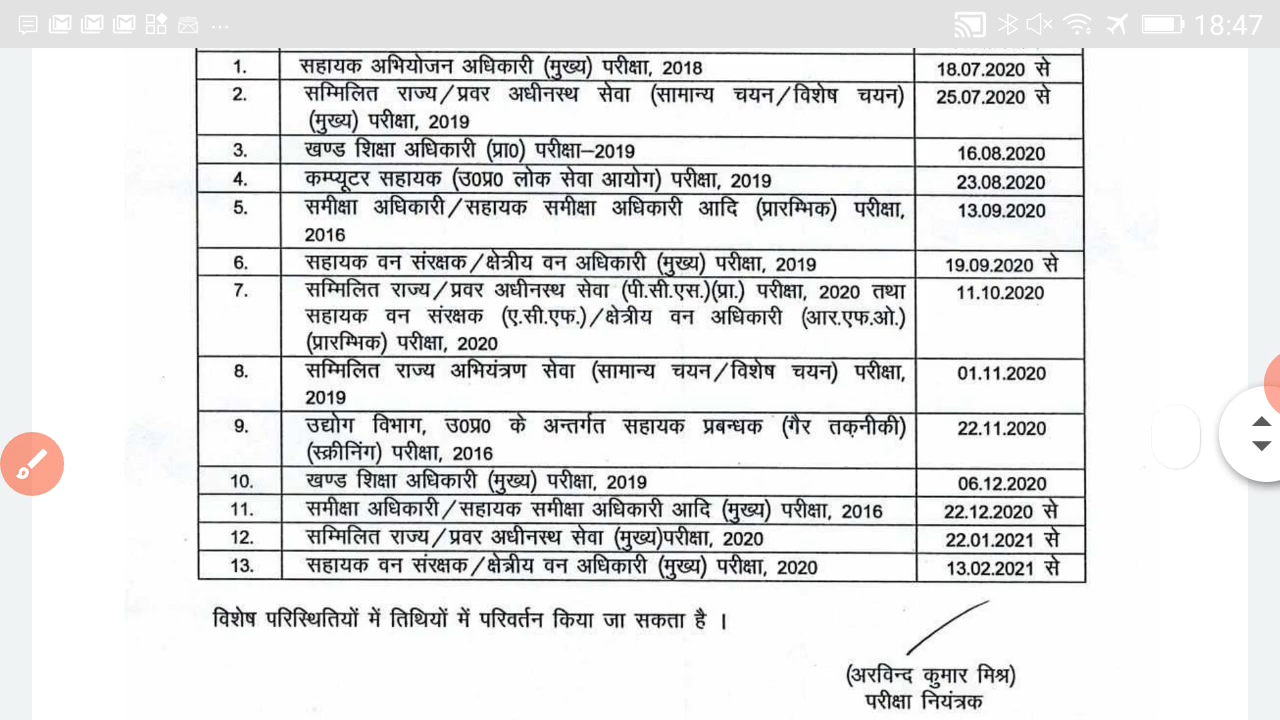 18:47
1. सहायक अभियोजन अधिकारी (मुख्य) परीक्षा, 2018 18.07.2020 से
2. सम्मिलित राज्य/प्रवर अधीनस्थ सेवा (सामान्य चयन/विशेष चयन) 25.07.2020 से
(मुख्य) परीक्षा, 2019
3. खण्ड शिक्षा अधिकारी (प्रा0) परीक्षा–2019 16.08.2020
4. कम्प्यूटर सहायक (उ0प्र0 लोक सेवा आयोग) परीक्षा, 2019 23.08.2020
5. समीक्षा अधिकारी/सहायक समीक्षा अधिकारी आदि (प्रारम्भिक) परीक्षा, 13.09.2020
2016
6. सहायक वन संरक्षक/क्षेत्रीय वन अधिकारी (मुख्य) परीक्षा, 2019 19.09.2020 से
7. सम्मिलित राज्य/प्रवर अधीनस्थ सेवा (पी.सी.एस.)(प्रा.) परीक्षा, 2020 तथा 11.10.2020
सहायक वन संरक्षक (ए.सी.एफ.)/क्षेत्रीय वन अधिकारी (आर.एफ.ओ.)
(प्रारम्भिक) परीक्षा, 2020
8. सम्मिलित राज्य अभियंत्रण सेवा (सामान्य चयन/विशेष चयन) परीक्षा, 01.11.2020
2019
9. उद्योग विभाग, उ0प्र0 के अन्तर्गत सहायक प्रबन्धक (गैर तकनीकी) 22.11.2020
(स्क्रीनिंग) परीक्षा, 2016
10. खण्ड शिक्षा अधिकारी (मुख्य) परीक्षा, 2019 06.12.2020
11. समीक्षा अधिकारी/सहायक समीक्षा अधिकारी आदि (मुख्य) परीक्षा, 2016 22.12.2020 से
12. सम्मिलित राज्य/प्रवर अधीनस्थ सेवा (मुख्य)परीक्षा, 2020 22.01.2021 से
13. सहायक वन संरक्षक/क्षेत्रीय वन अधिकारी (मुख्य) परीक्षा, 2020 13.02.2021 से
विशेष परिस्थितियों में तिथियों में परिवर्तन किया जा सकता है ।
(अरविन्द कुमार मिश्र)
परीक्षा नियंत्रक